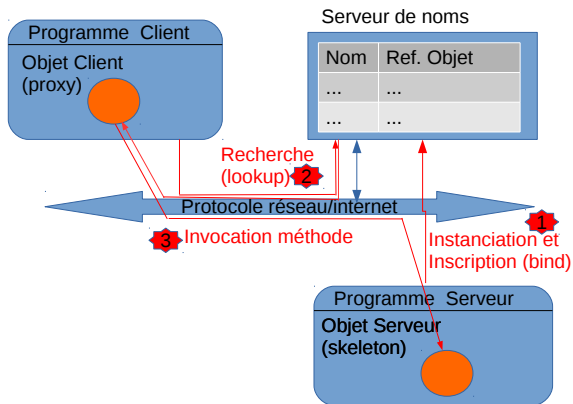 Programme Client
Objet Client
(proxy)
Serveur de noms
Nom Ref. Objet
... ...
... ...
Recherche
(lookup)
2
Protocole réseau/internet
1
3
Invocation méthode
Instanciation et
Inscription (bind)
Programme Serveur
Objet Serveur
(skeleton)